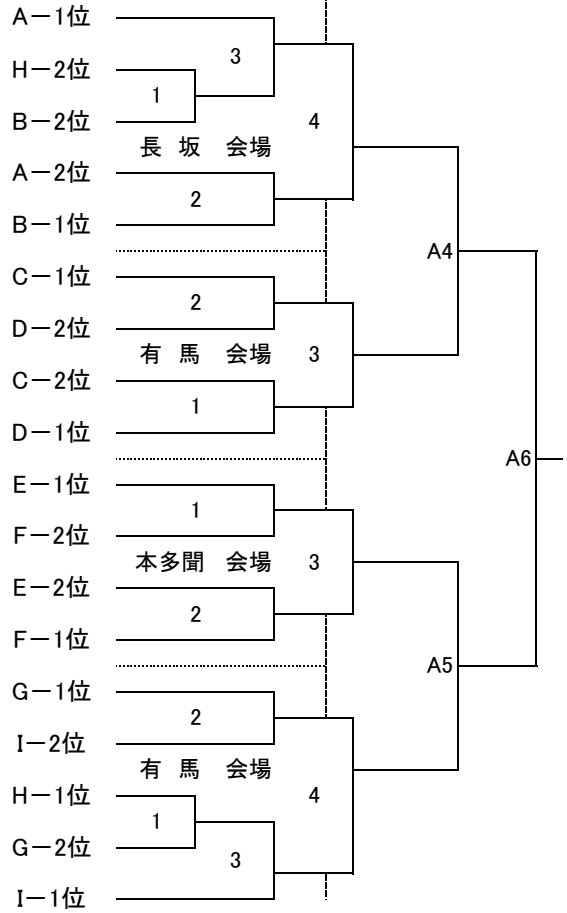 A－1位
3
H－2位
1
B－2位
4
長 坂 会場
A－2位
2
B－1位
A4
C－1位
2
D－2位
有 馬 会場
3
C－2位
1
D－1位
A6
E－1位
1
F－2位
本多聞 会場
3
E－2位
2
F－1位
A5
G－1位
2
I－2位
有 馬 会場
4
H－1位
1
G－2位
3
I－1位